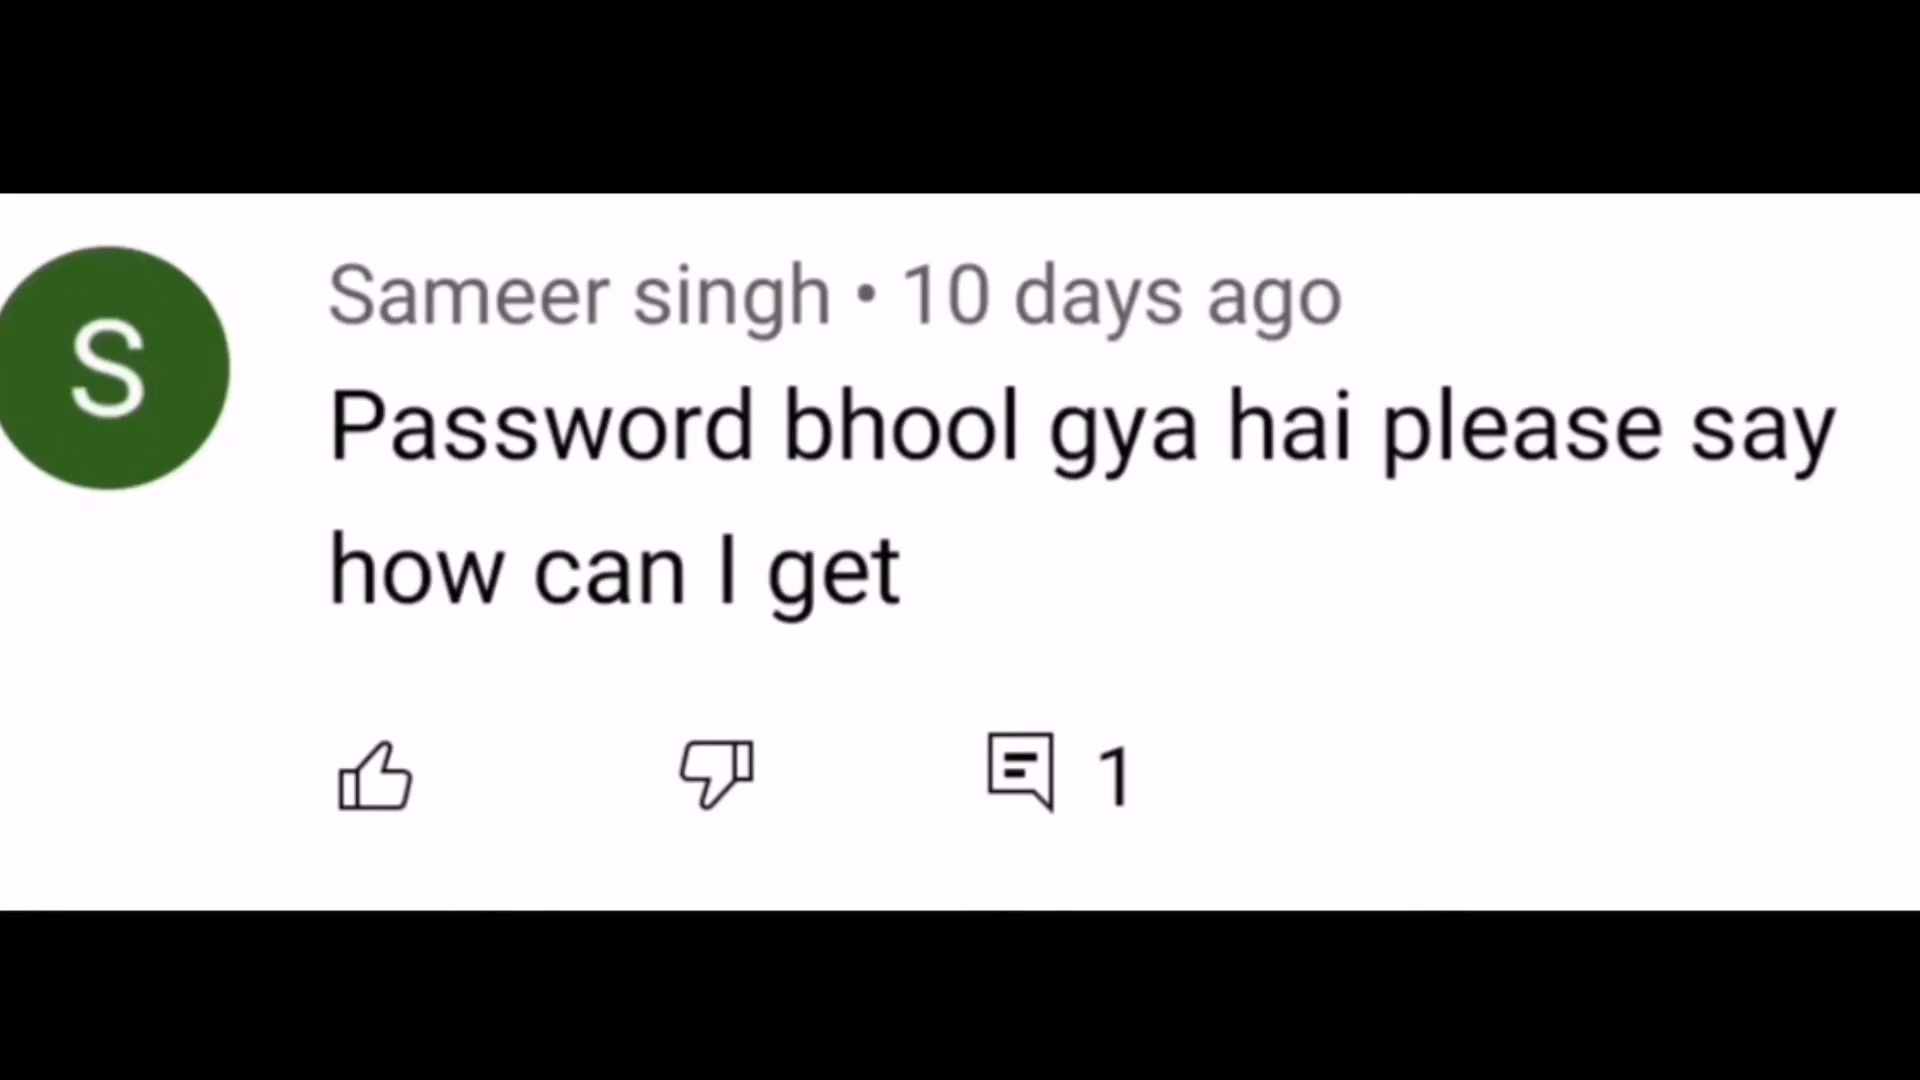 S
Sameer singh • 10 days ago
Password bhool gya hai please say
how can I get
1